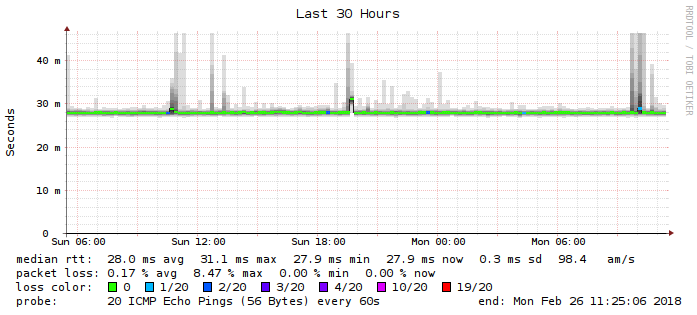 Last 30 Hours
RRDTOOL / TOBI OETIKER
Seconds
40 m
30 m
20 m
10 m
0
Sun 06:00 Sun 12:00 Sun 18:00 Mon 00:00 Mon 06:00
median rtt: 28.0 ms avg 31.1 ms max 27.9 ms min 27.9 ms now 0.3 ms sd 98.4 am/s
packet loss: 0.17 % avg 8.47 % max 0.00 % min 0.00 % now
loss color: 0 1/20 2/20 3/20 4/20 10/20 19/20
probe: 20 ICMP Echo Pings (56 Bytes) every 60s end: Mon Feb 26 11:25:06 2018